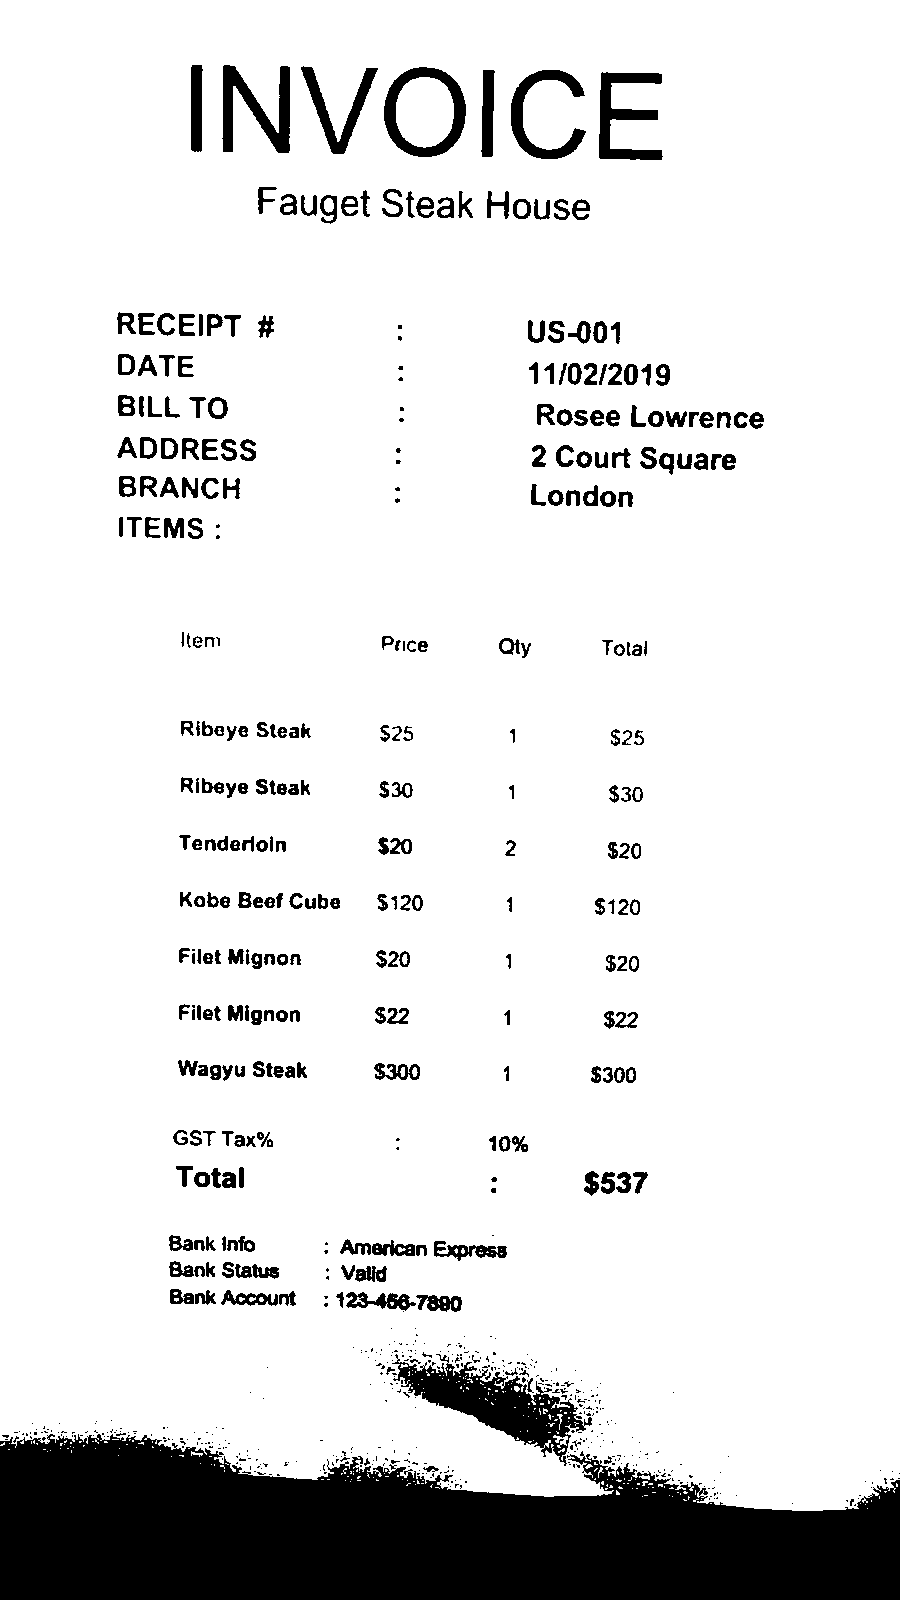 INVOICE
Fauget Steak House
RECEIPT # : US-001
DATE : 11/02/2019
BILL TO : Rosee Lowrence
ADDRESS : 2 Court Square
BRANCH : London
ITEMS :
Item Price Qty Total
Ribeye Steak $25 1 $25
Ribeye Steak $30 1 $30
Tenderloin $20 2 $20
Kobe Beef Cube $120 1 $120
Filet Mignon $20 1 $20
Filet Mignon $22 1 $22
Wagyu Steak $300 1 $300
GST Tax% : 10%
Total : $537
Bank Info : American Express
Bank Status : Valid
Bank Account : 123-456-7890